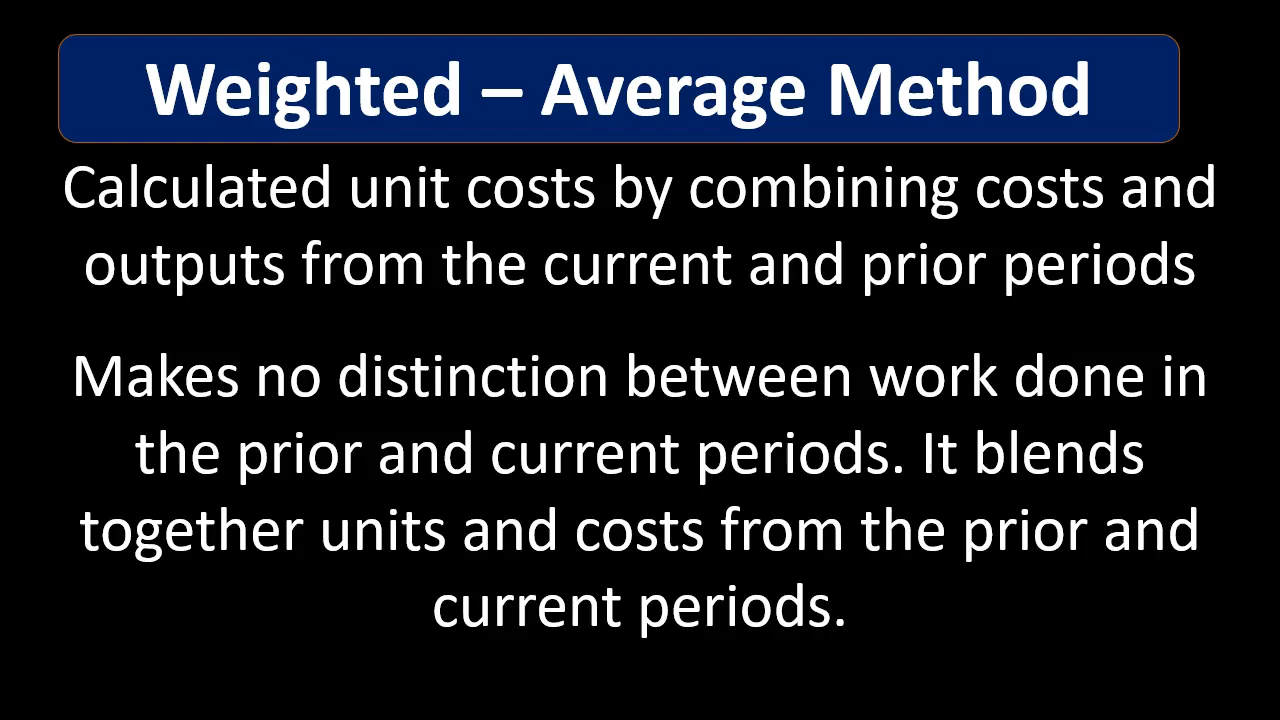 Weighted – Average Method
Calculated unit costs by combining costs and
outputs from the current and prior periods
Makes no distinction between work done in
the prior and current periods. It blends
together units and costs from the prior and
current periods.